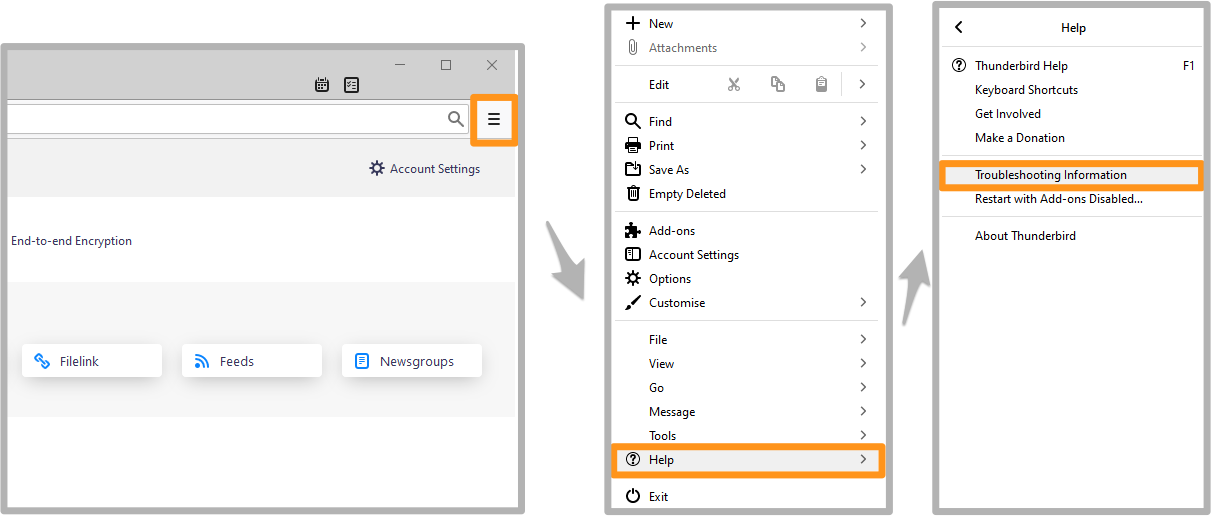 Account Settings
End-to-end Encryption
Filelink
Feeds
Newsgroups
New
Attachments
Edit
Find
Print
Save As
Empty Deleted
Add-ons
Account Settings
Options
Customise
File
View
Go
Message
Tools
Help
Exit
Help
Thunderbird Help F1
Keyboard Shortcuts
Get Involved
Make a Donation
Troubleshooting Information
Restart with Add-ons Disabled...
About Thunderbird